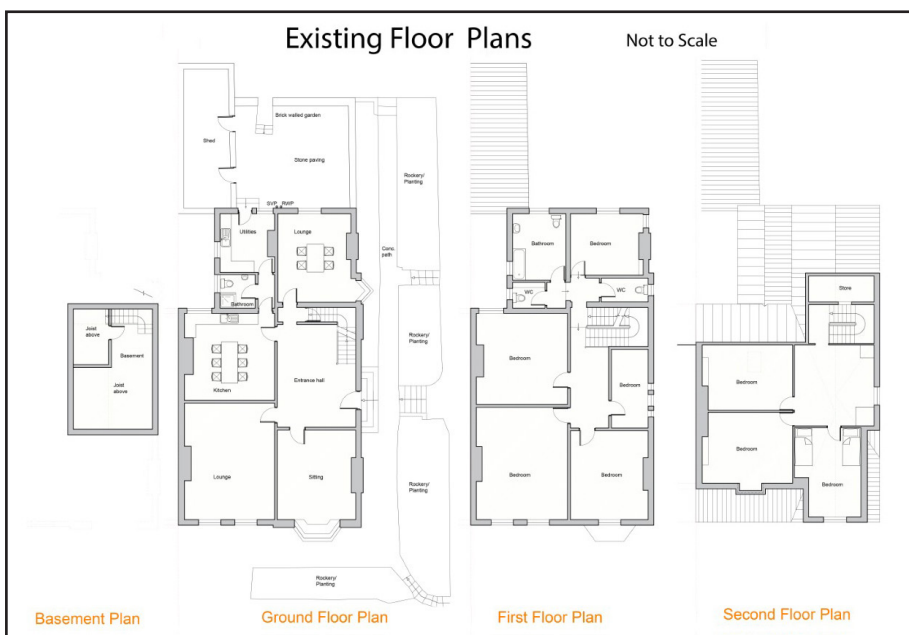 Existing Floor Plans
Not to Scale
Brick walled garden
Shed
Stone paving
Rockery/
Planting
SVP RWP
Utilities
Lounge
Conc.
path
Bathroom
Kitchen
Entrance hall
Rockery/
Planting
Lounge
Sitting
Rockery/
Planting
Rockery/
Planting
Joist
above
Basement
Joist
above
Bathroom
Bedroom
WC
WC
Bedroom
Bedroom
Bedroom
Bedroom
Store
Bedroom
Bedroom
Bedroom
Basement Plan
Ground Floor Plan
First Floor Plan
Second Floor Plan